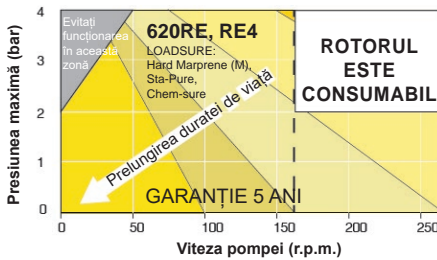 Presiunea maximă (bar)
4
3
2
1
0
Evitați
funcționarea
în această
zonă
620RE, RE4
LOADSURE:
Hard Marprene (M),
Sta-Pure,
Chem-sure
ROTORUL
ESTE
CONSUMABIL
Prelungirea duratei de viață
GARANȚIE 5 ANI
0 50 100 150 200 250
Viteza pompei (r.p.m.)